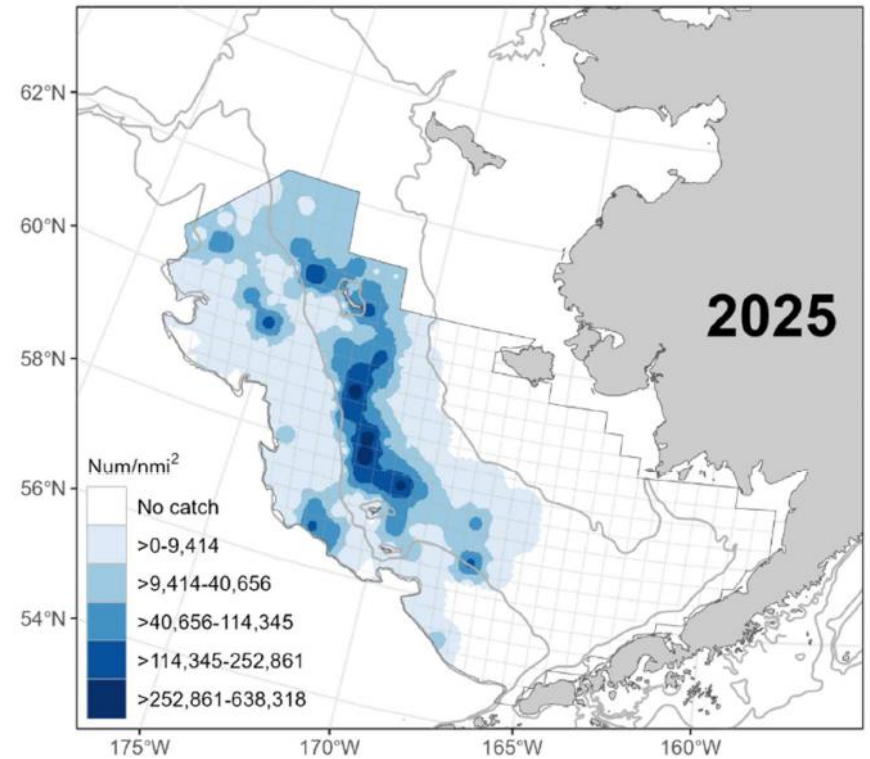 62°N
60°N
58°N
56°N
54°N
2025
Num/nmi²
No catch
>0-9,414
>9,414-40,656
>40,656-114,345
>114,345-252,861
>252,861-638,318
175°W
170°W
165°W
160°W